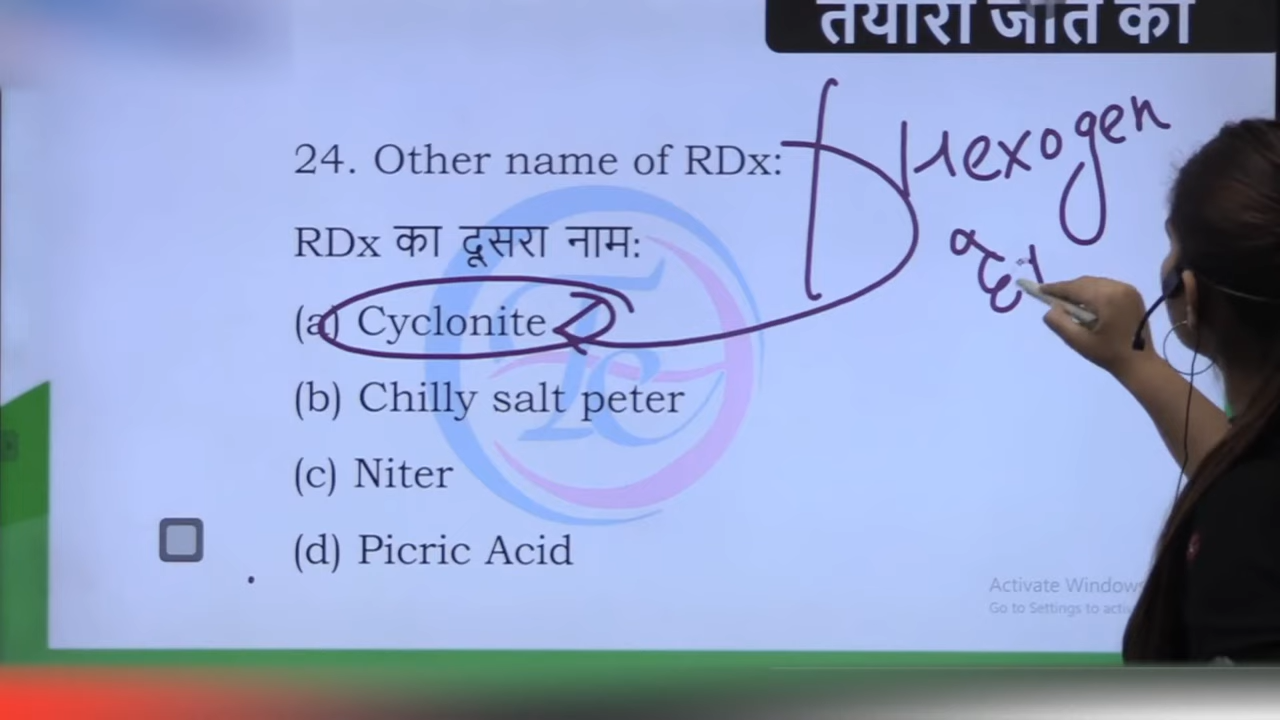 तैयारी जीत की
Hexogen
24. Other name of RDx:
RDx का दूसरा नाम:
(a) Cyclonite
(b) Chilly salt peter
(c) Niter
(d) Picric Acid
Activate Windows
Go to Settings to